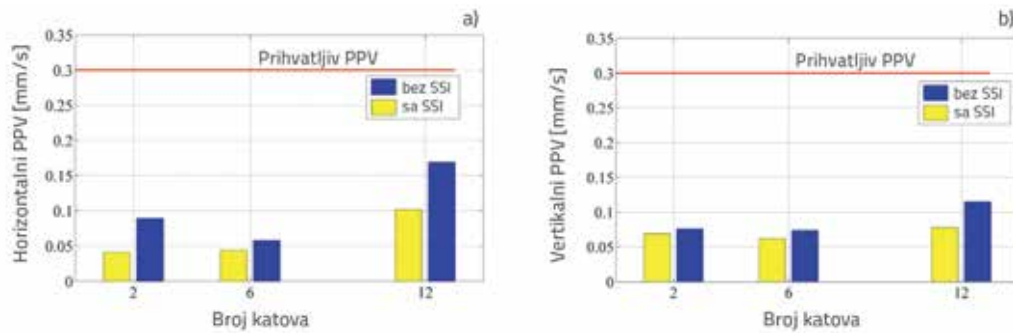 a)
Horizontalni PPV [mm/s]
0.35
0.3
0.25
0.2
0.15
0.1
0.05
0
Prihvatljiv PPV
bez SSI
sa SSI
2 6 12
Broj katova
b)
Vertikalni PPV [mm/s]
0.35
0.3
0.25
0.2
0.15
0.1
0.05
0
Prihvatljiv PPV
bez SSI
sa SSI
2 6 12
Broj katova